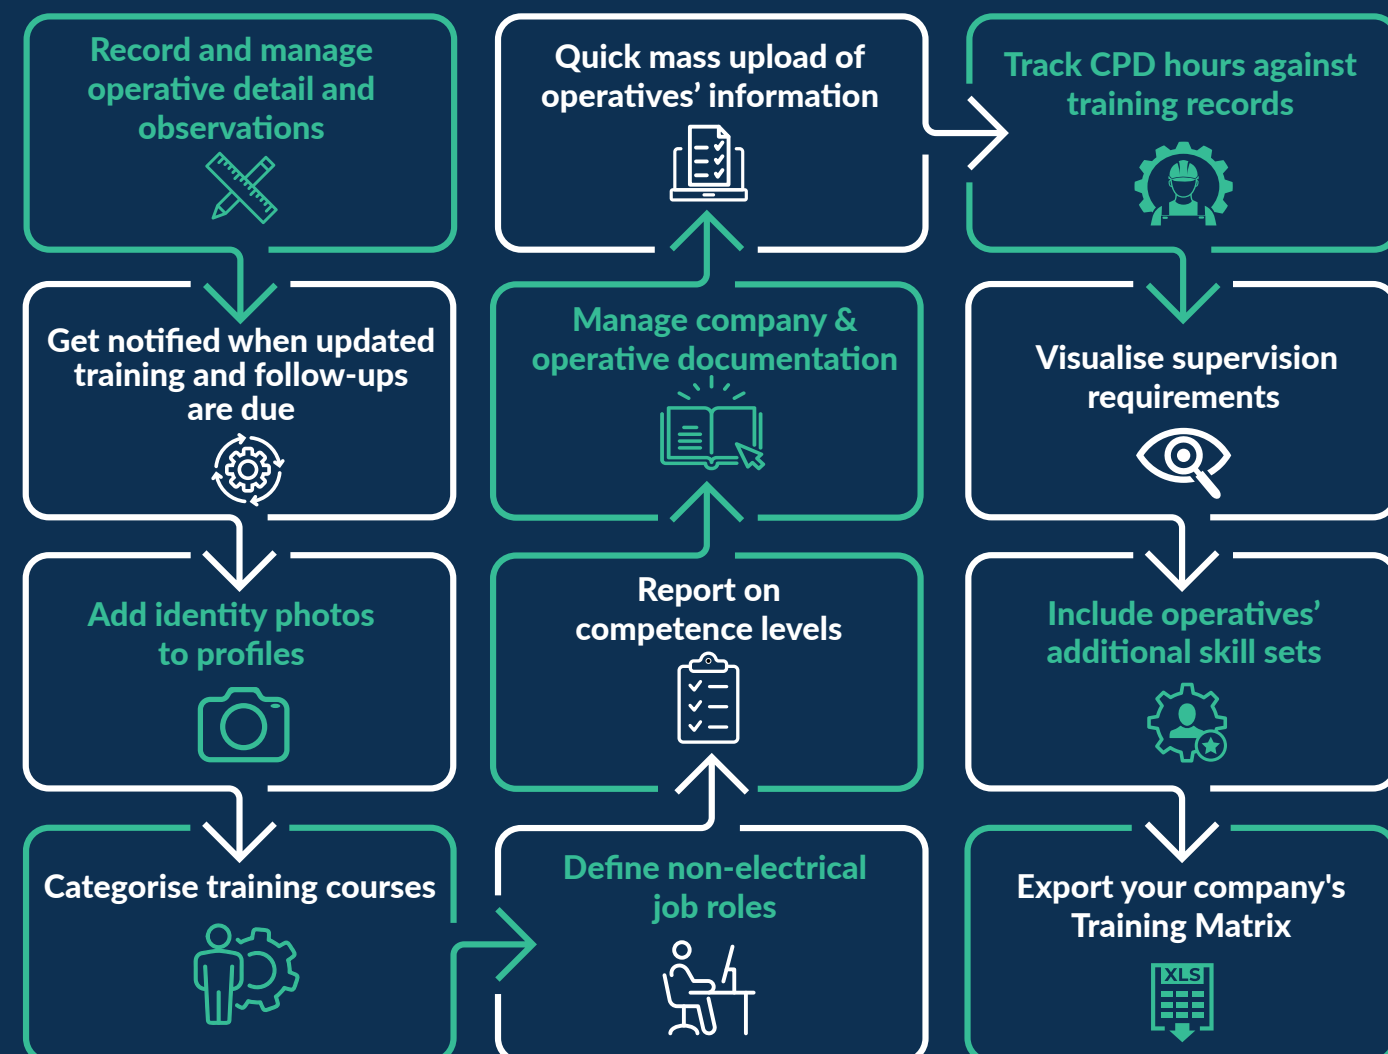 Record and manage
operative detail and
observations
Get notified when updated
training and follow-ups
are due
Add identity photos
to profiles
Categorise training courses
Define non-electrical
job roles
Report on
competence levels
Manage company &
operative documentation
Quick mass upload of
operatives’ information
Track CPD hours against
training records
Visualise supervision
requirements
Include operatives’
additional skill sets
Export your company's
Training Matrix
XLS